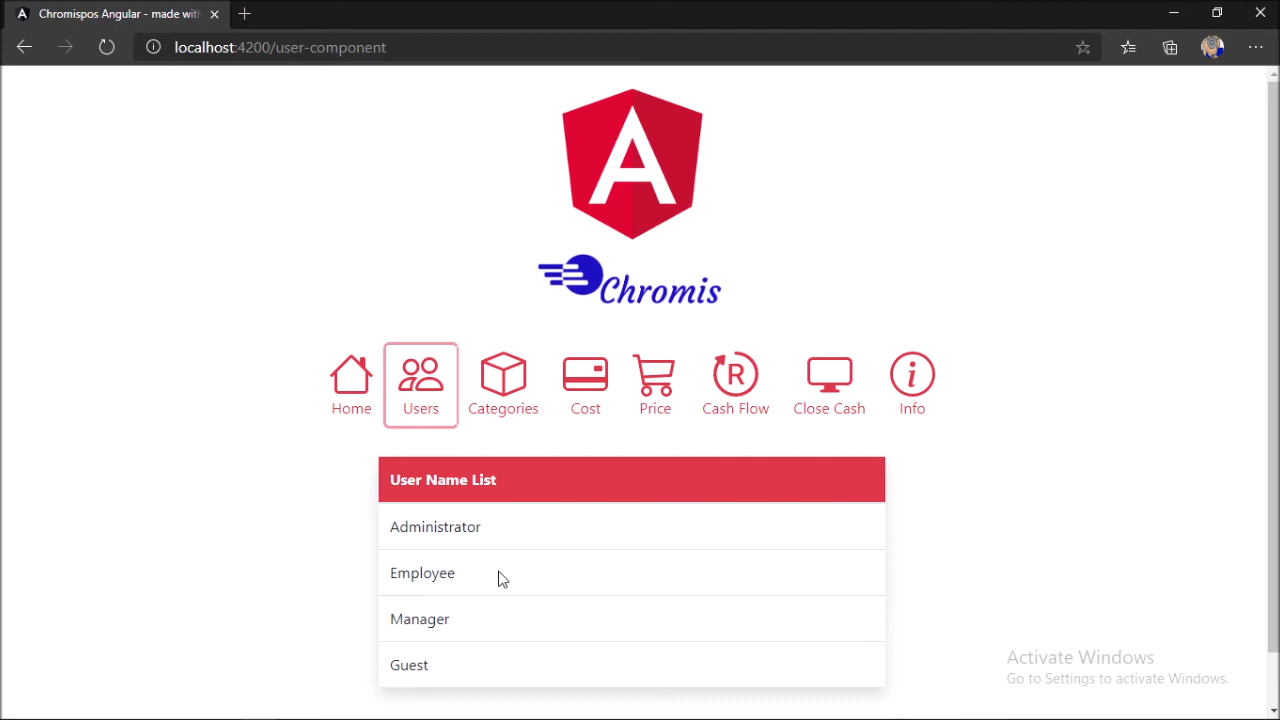 Chromispos Angular - made with
localhost:4200/user-component
A
Chromis
Home Users Categories Cost Price Cash Flow Close Cash Info
R
User Name List
Administrator
Employee
Manager
Guest
Activate Windows
Go to Settings to activate Windows.